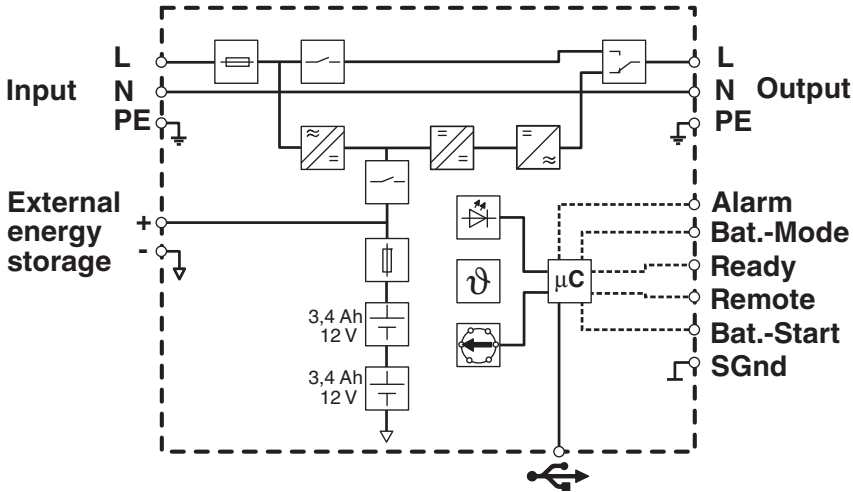 L
L
Input
N
N
Output
PE
PE
External
energy
storage
+
-
Alarm
Bat.-Mode
Ready
Remote
Bat.-Start
SGnd
ϑ
μC
3,4 Ah
12 V
3,4 Ah
12 V